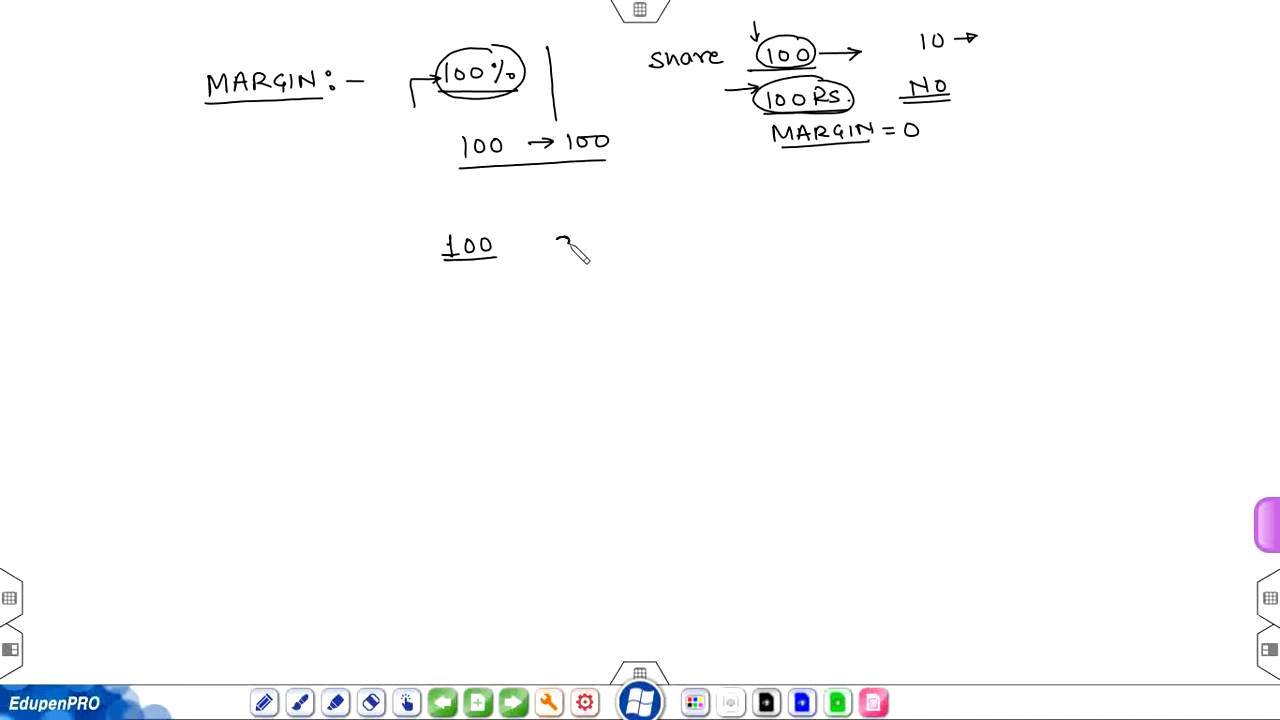 MARGIN:- 100%
100 → 100
share 100 → 10 →
100 RS. NO
MARGIN = 0
100
EdupenPRO